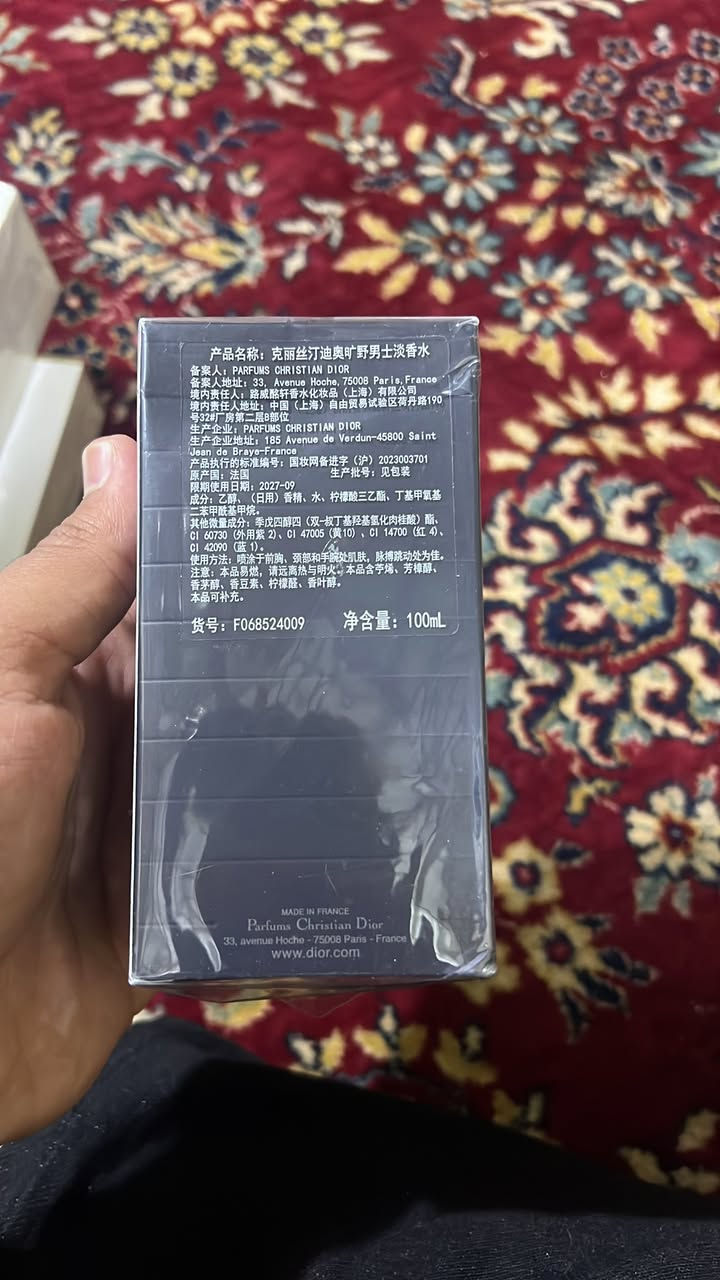 产品名称：克丽丝汀迪奥旷野男士淡香水
备案人：PARFUMS CHRISTIAN DIOR
备案人地址：33, Avenue Hoche,75008 Paris,France
境内责任人：路威酩轩香水化妆品（上海）有限公司
境内责任人地址：中国（上海）自由贸易试验区荷丹路190
号32#厂房第二层B部位
生产企业：PARFUMS CHRISTIAN DIOR
生产企业地址：185 Avenue de Verdun-45800 Saint
Jean de Braye-France
产品执行的标准编号：国妆网备进字（沪）2023003701
原产国：法国 生产批号：见包装
限期使用日期：2027-09
成分：乙醇、（日用）香精、水、柠檬酸三乙酯、丁基甲氧基
二苯甲酰基甲烷。
其他微量成分：季戊四醇四（双-叔丁基羟基氢化肉桂酸）酯、
CI 60730（外用紫 2）、CI 47005（黄10）、CI 14700（红 4）、
CI 42090（蓝 1）。
使用方法：喷涂于前胸、颈部和手腕处肌肤，脉搏跳动处为佳。
注意：本品易燃，请远离热与明火。本品含苧烯、芳樟醇、
香茅醇、香豆素、柠檬醛、香叶醇。
本品可补充。
货号：F068524009 净含量：100mL
MADE IN FRANCE
Parfums Christian Dior
33, avenue Hoche - 75008 Paris - France
www.dior.com